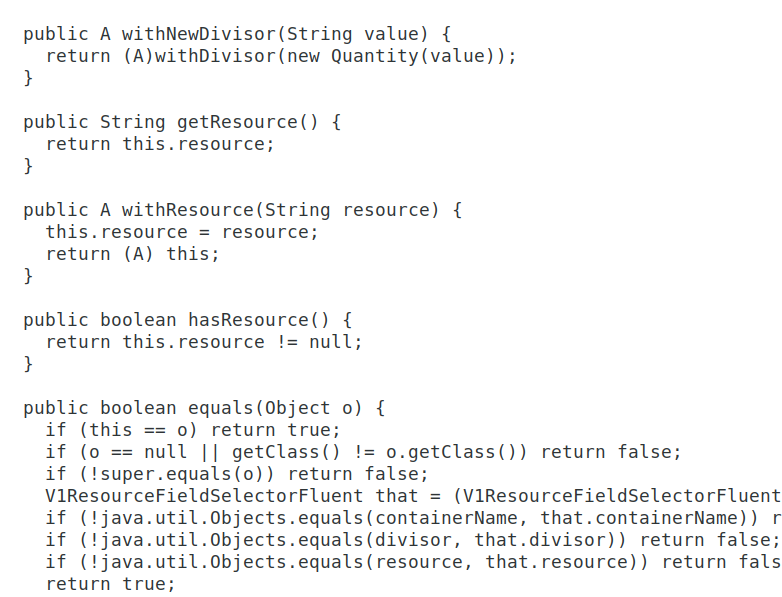 public A withNewDivisor(String value) {
  return (A)withDivisor(new Quantity(value));
}

public String getResource() {
  return this.resource;
}

public A withResource(String resource) {
  this.resource = resource;
  return (A) this;
}

public boolean hasResource() {
  return this.resource != null;
}

public boolean equals(Object o) {
  if (this == o) return true;
  if (o == null || getClass() != o.getClass()) return false;
  if (!super.equals(o)) return false;
  V1ResourceFieldSelectorFluent that = (V1ResourceFieldSelectorFluent
  if (!java.util.Objects.equals(containerName, that.containerName)) r
  if (!java.util.Objects.equals(divisor, that.divisor)) return false;
  if (!java.util.Objects.equals(resource, that.resource)) return fals
  return true;